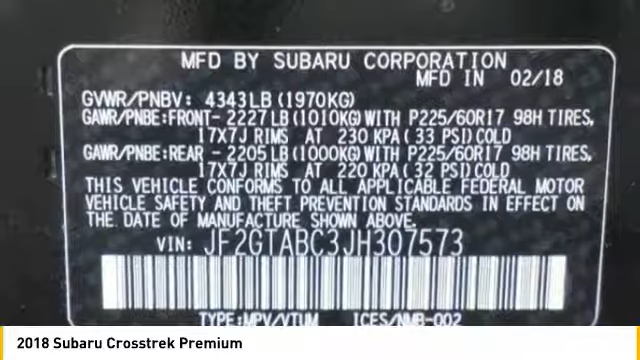 MFD BY SUBARU CORPORATION
MFD IN 02/18
GVWR/PNBV: 4343LB(1970KG)
GAWR/PNBE:FRONT- 2227LB(1010KG)WITH P225/60R17 98H TIRES,
17X7J RIMS AT 230 KPA( 33 PSI)COLD
GAWR/PNBE:REAR - 2205LB(1000KG)WITH P225/60R17 98H TIRES,
17X7J RIMS AT 220 KPA( 32 PSI)COLD
THIS VEHICLE CONFORMS TO ALL APPLICABLE FEDERAL MOTOR
VEHICLE SAFETY AND THEFT PREVENTION STANDARDS IN EFFECT ON
THE DATE OF MANUFACTURE SHOWN ABOVE.
VIN: JF2GTABC3JH307573
TYPE:MPV/VTUM ICES/NMB-002
2018 Subaru Crosstrek Premium